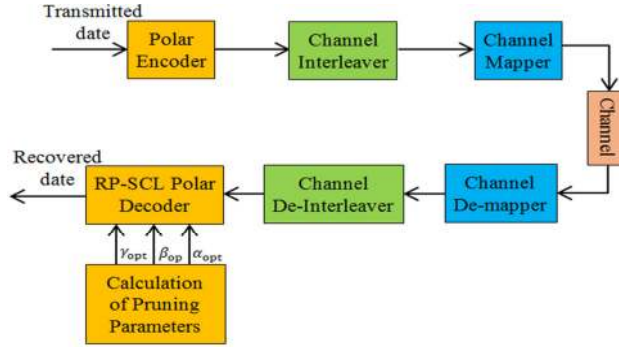 Transmitted
date
Polar
Encoder
Channel
Interleaver
Channel
Mapper
Channel
Recovered
date
RP-SCL Polar
Decoder
Channel
De-Interleaver
Channel
De-mapper
γopt βop αopt
Calculation
of Pruning
Parameters